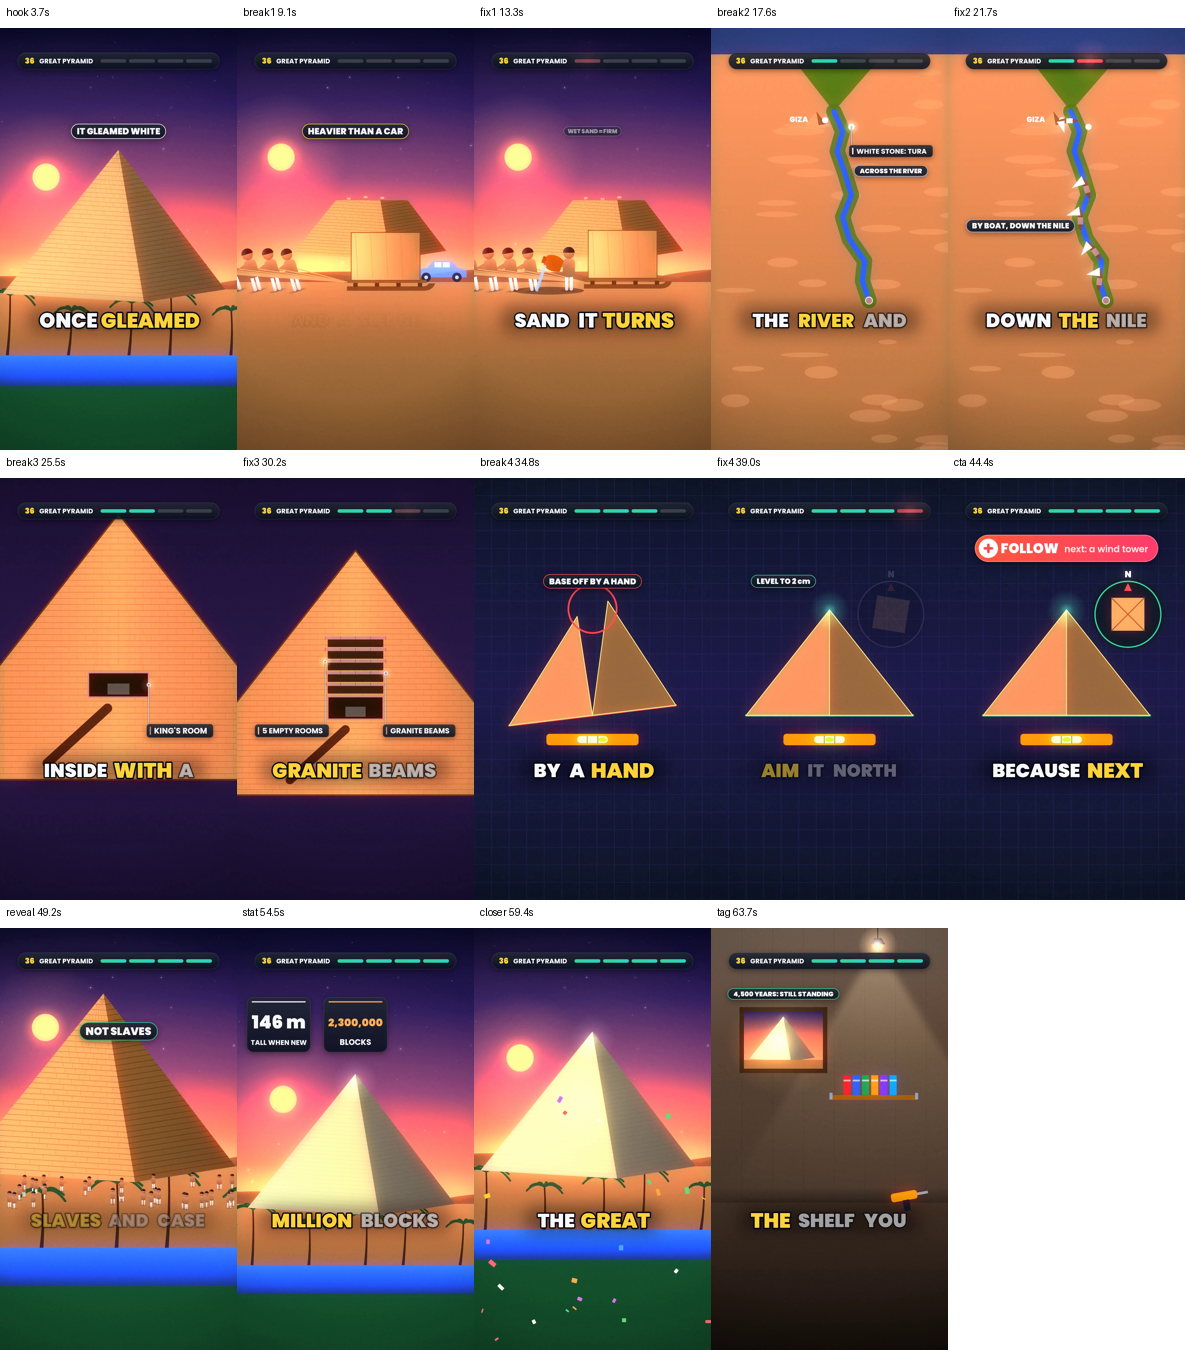 hook 3.7s
36 GREAT PYRAMID
IT GLEAMED WHITE
ONCE GLEAMED
break1 9.1s
36 GREAT PYRAMID
HEAVIER THAN A CAR
fix1 13.3s
36 GREAT PYRAMID
WET SAND = FIRM
SAND IT TURNS
break2 17.6s
36 GREAT PYRAMID
GIZA
WHITE STONE: TURA
ACROSS THE RIVER
THE RIVER AND
fix2 21.7s
36 GREAT PYRAMID
GIZA
BY BOAT, DOWN THE NILE
DOWN THE NILE
break3 25.5s
36 GREAT PYRAMID
KING'S ROOM
INSIDE WITH A
fix3 30.2s
36 GREAT PYRAMID
5 EMPTY ROOMS
GRANITE BEAMS
GRANITE BEAMS
break4 34.8s
36 GREAT PYRAMID
BASE OFF BY A HAND
BY A HAND
fix4 39.0s
36 GREAT PYRAMID
LEVEL TO 2 cm
N
AIM IT NORTH
cta 44.4s
36 GREAT PYRAMID
FOLLOW next: a wind tower
N
BECAUSE NEXT
reveal 49.2s
36 GREAT PYRAMID
NOT SLAVES
SLAVES AND CASE
stat 54.5s
36 GREAT PYRAMID
146 m
TALL WHEN NEW
2,300,000
BLOCKS
MILLION BLOCKS
closer 59.4s
36 GREAT PYRAMID
THE GREAT
tag 63.7s
36 GREAT PYRAMID
4,500 YEARS: STILL STANDING
THE SHELF YOU